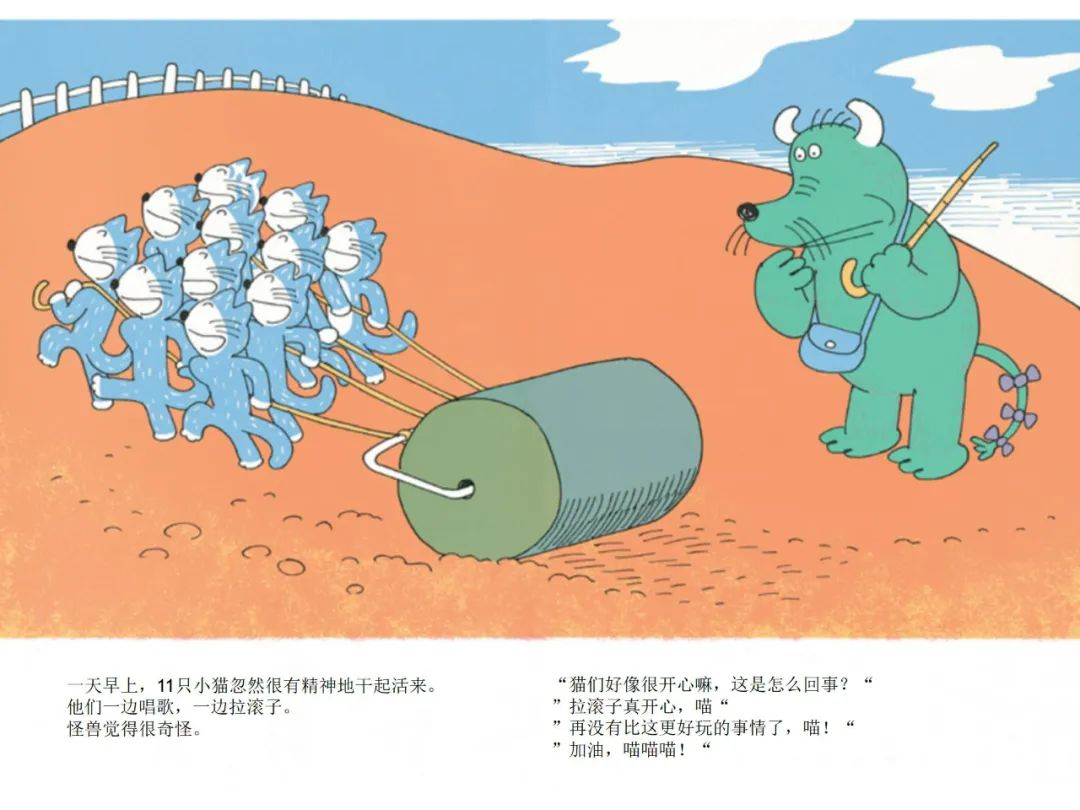 一天早上，11只小猫忽然很有精神地干起活来。
他们一边唱歌，一边拉滚子。
怪兽觉得很奇怪。
“猫们好像很开心嘛，这是怎么回事？“
”拉滚子真开心，喵“
”再没有比这更好玩的事情了，喵！“
”加油，喵喵喵！“